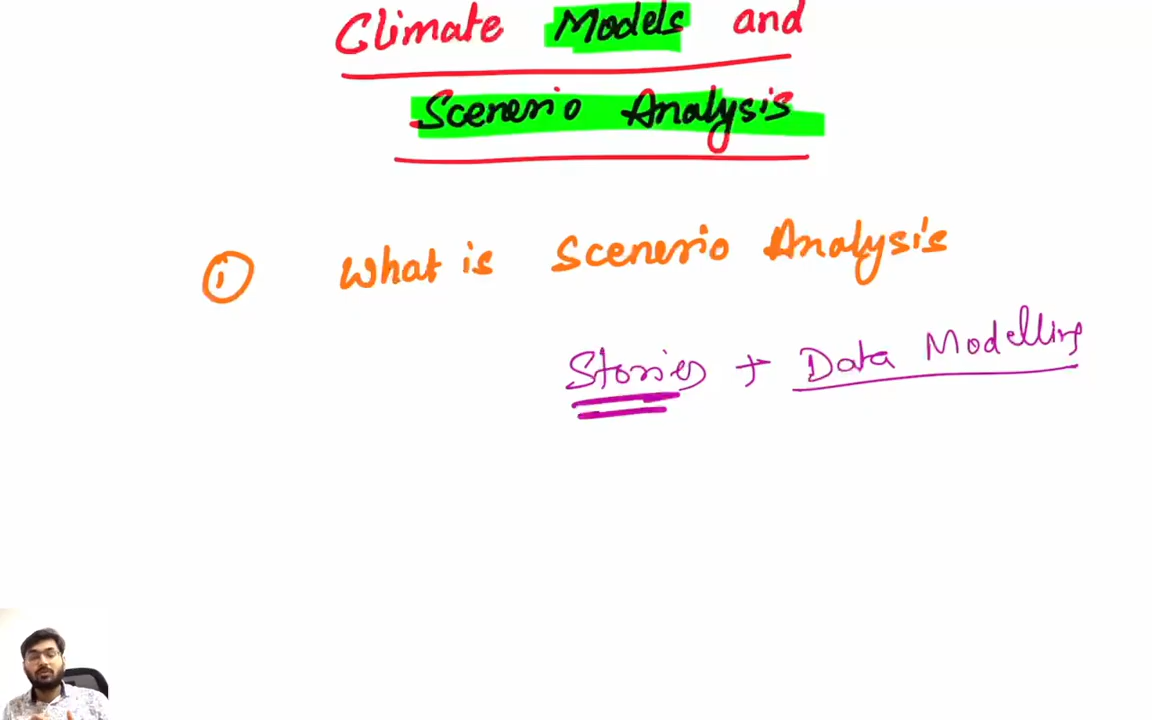 Climate Models and
Scenerio Analysis
① What is Scenerio Analysis
Stories + Data Modelling